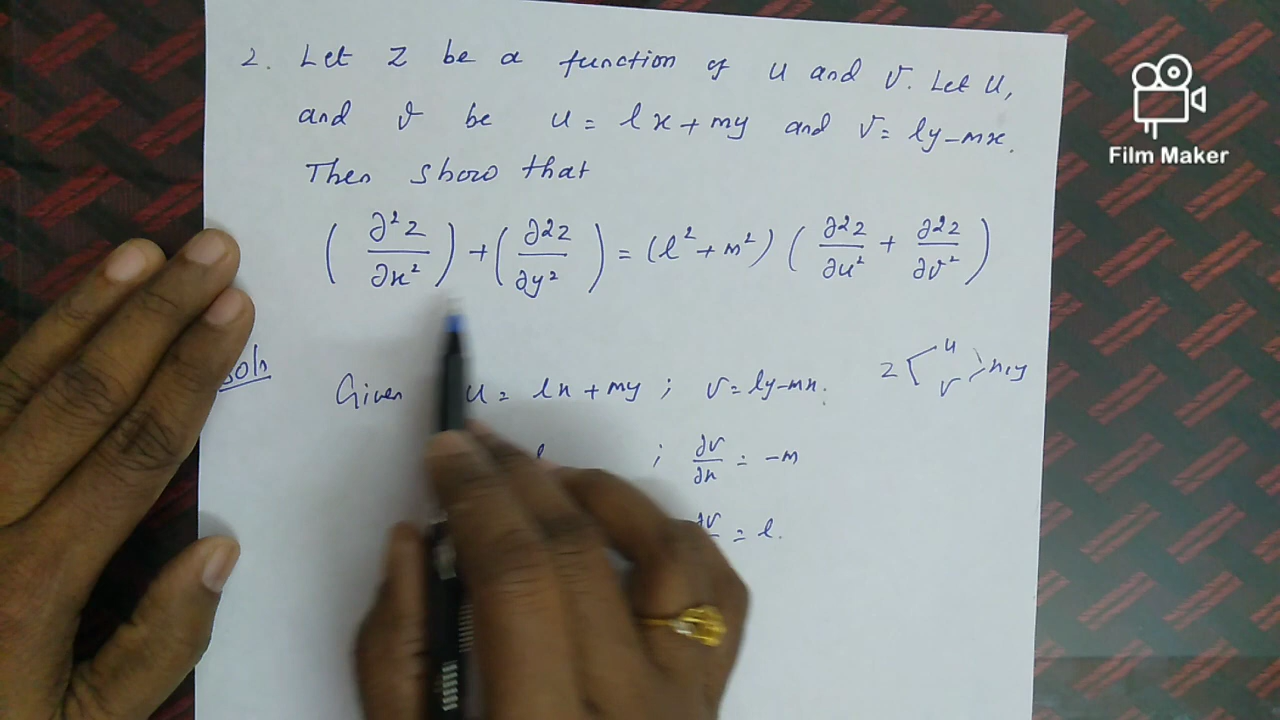 2. Let z be a function of u and v. Let u,
and v be u = lx + my and v = ly - mx.
Then show that
(∂²z/∂x²) + (∂²z/∂y²) = (l² + m²) (∂²z/∂u² + ∂²z/∂v²)
Soln
Given u = lx + my ; v = ly - mx.
z < u v > x, y
l ; ∂v/∂x = -m
∂v = l.
Film Maker